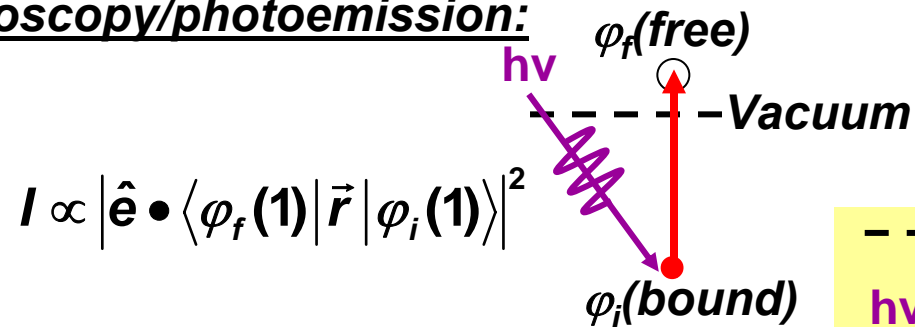 oscopy/photoemission:
φf(free)
hν
Vacuum
I ∝ |ê • ⟨φf(1)|r⃗|φi(1)⟩|²
φi(bound)
hν